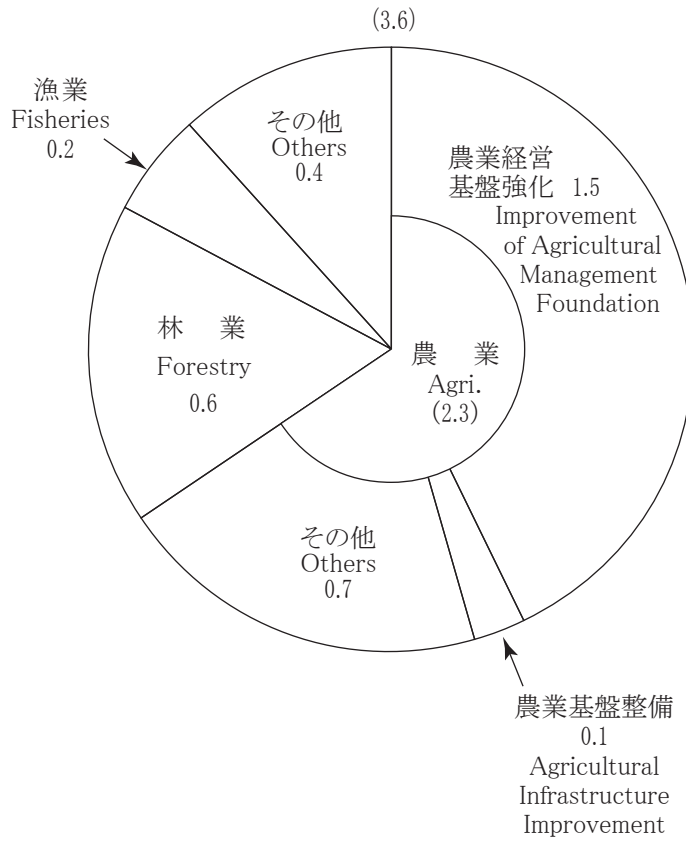 (3.6)
漁業
Fisheries
0.2
その他
Others
0.4
農業経営
基盤強化 1.5
Improvement
of Agricultural
Management
Foundation
林 業
Forestry
0.6
農 業
Agri.
(2.3)
その他
Others
0.7
農業基盤整備
0.1
Agricultural
Infrastructure
Improvement